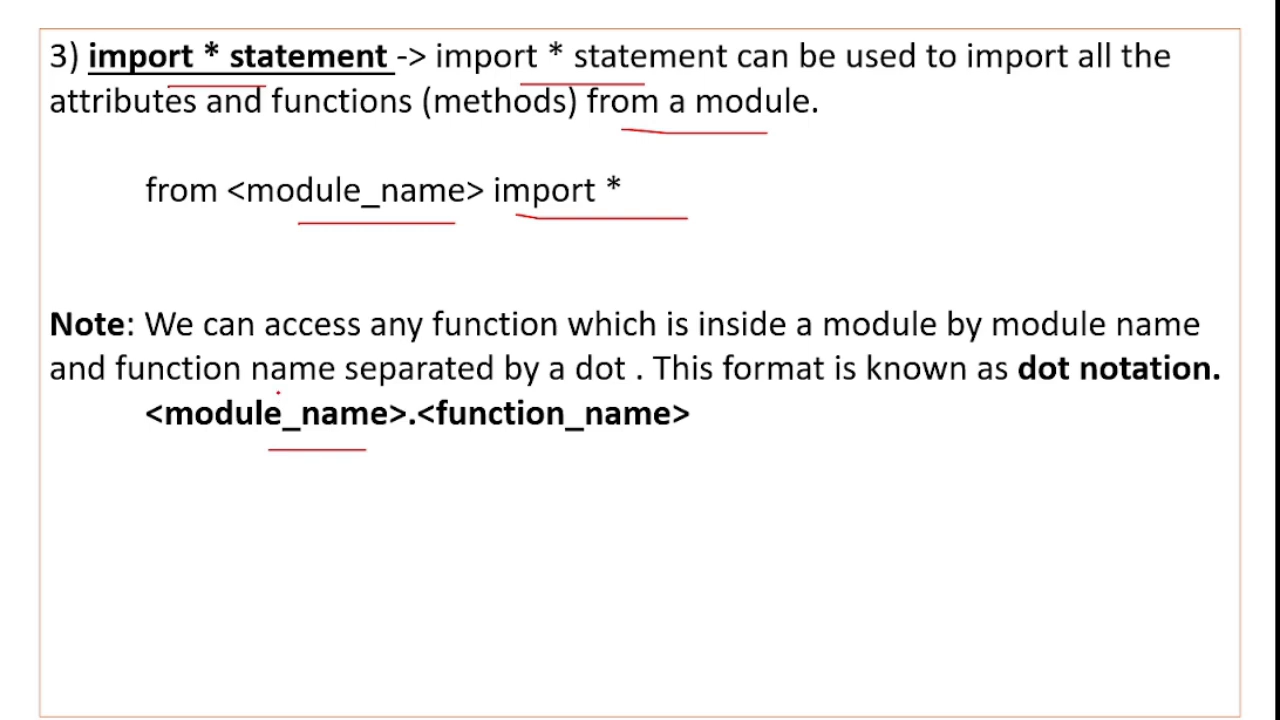 3) import * statement -> import * statement can be used to import all the
attributes and functions (methods) from a module.
from <module_name> import *
Note: We can access any function which is inside a module by module name
and function name separated by a dot . This format is known as dot notation.
<module_name>.<function_name>